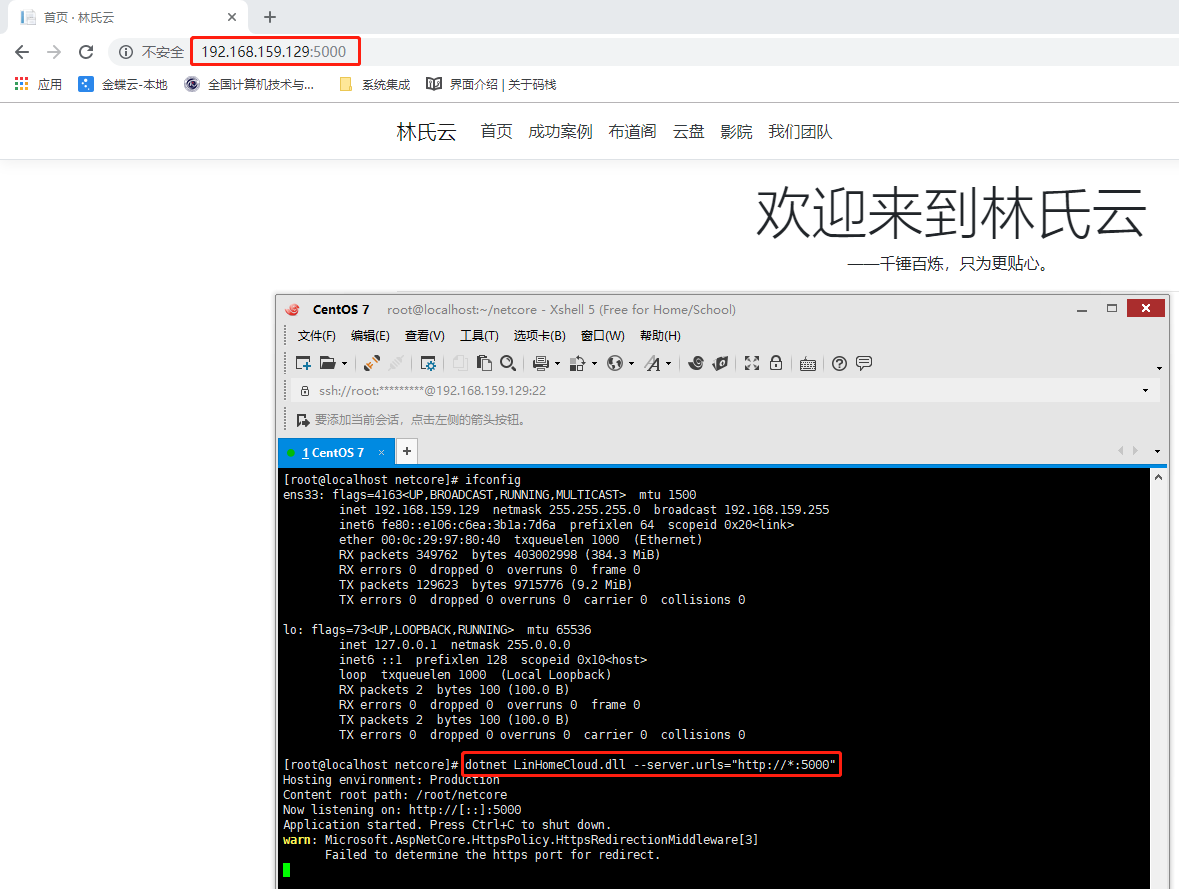 首页 · 林氏云
不安全 192.168.159.129:5000
应用 金蝶云-本地 全国计算机技术与... 系统集成 界面介绍 | 关于码栈
林氏云 首页 成功案例 布道阁 云盘 影院 我们团队
欢迎来到林氏云
——千锤百炼，只为更贴心。
CentOS 7 root@localhost:~/netcore - Xshell 5 (Free for Home/School)
文件(F) 编辑(E) 查看(V) 工具(T) 选项卡(B) 窗口(W) 帮助(H)
ssh://root:*********@192.168.159.129:22
要添加当前会话，点击左侧的箭头按钮。
1 CentOS 7
[root@localhost netcore]# ifconfig
ens33: flags=4163<UP,BROADCAST,RUNNING,MULTICAST>  mtu 1500
inet 192.168.159.129  netmask 255.255.255.0  broadcast 192.168.159.255
inet6 fe80::e106:c6ea:3b1a:7d6a  prefixlen 64  scopeid 0x20<link>
ether 00:0c:29:97:80:40  txqueuelen 1000  (Ethernet)
RX packets 349762  bytes 403002998 (384.3 MiB)
RX errors 0  dropped 0  overruns 0  frame 0
TX packets 129623  bytes 9715776 (9.2 MiB)
TX errors 0  dropped 0 overruns 0  carrier 0  collisions 0
lo: flags=73<UP,LOOPBACK,RUNNING>  mtu 65536
inet 127.0.0.1  netmask 255.0.0.0
inet6 ::1  prefixlen 128  scopeid 0x10<host>
loop  txqueuelen 1000  (Local Loopback)
RX packets 2  bytes 100 (100.0 B)
RX errors 0  dropped 0  overruns 0  frame 0
TX packets 2  bytes 100 (100.0 B)
TX errors 0  dropped 0 overruns 0  carrier 0  collisions 0
[root@localhost netcore]# dotnet LinHomeCloud.dll --server.urls="http://*:5000"
Hosting environment: Production
Content root path: /root/netcore
Now listening on: http://[::]:5000
Application started. Press Ctrl+C to shut down.
warn: Microsoft.AspNetCore.HttpsPolicy.HttpsRedirectionMiddleware[3]
Failed to determine the https port for redirect.